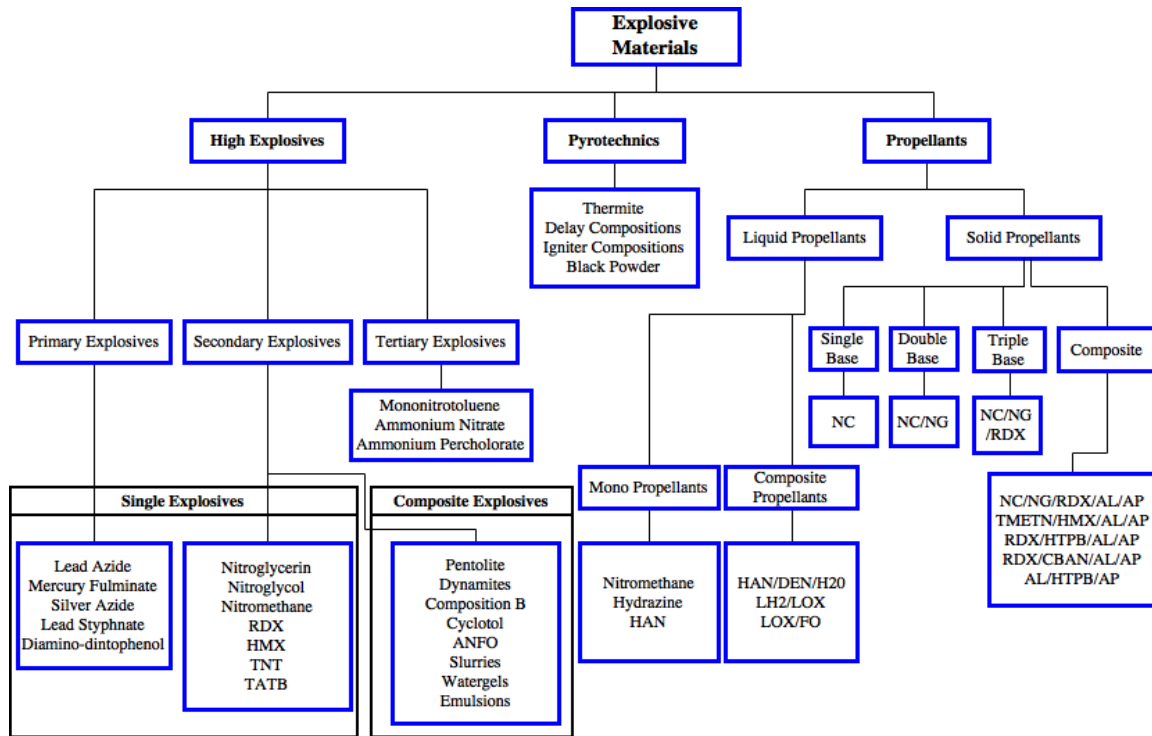 Explosive
Materials
High Explosives
Pyrotechnics
Propellants
Thermite
Delay Compositions
Igniter Compositions
Black Powder
Liquid Propellants
Solid Propellants
Primary Explosives
Secondary Explosives
Tertiary Explosives
Single
Base
Double
Base
Triple
Base
Composite
Mononitrotoluene
Ammonium Nitrate
Ammonium Percholorate
NC
NC/NG
NC/NG
/RDX
Mono Propellants
Composite
Propellants
NC/NG/RDX/AL/AP
TMETN/HMX/AL/AP
RDX/HTPB/AL/AP
RDX/CBAN/AL/AP
AL/HTPB/AP
Single Explosives
Composite Explosives
Lead Azide
Mercury Fulminate
Silver Azide
Lead Styphnate
Diamino-dintophenol
Nitroglycerin
Nitroglycol
Nitromethane
RDX
HMX
TNT
TATB
Pentolite
Dynamites
Composition B
Cyclotol
ANFO
Slurries
Watergels
Emulsions
Nitromethane
Hydrazine
HAN
HAN/DEN/H20
LH2/LOX
LOX/FO